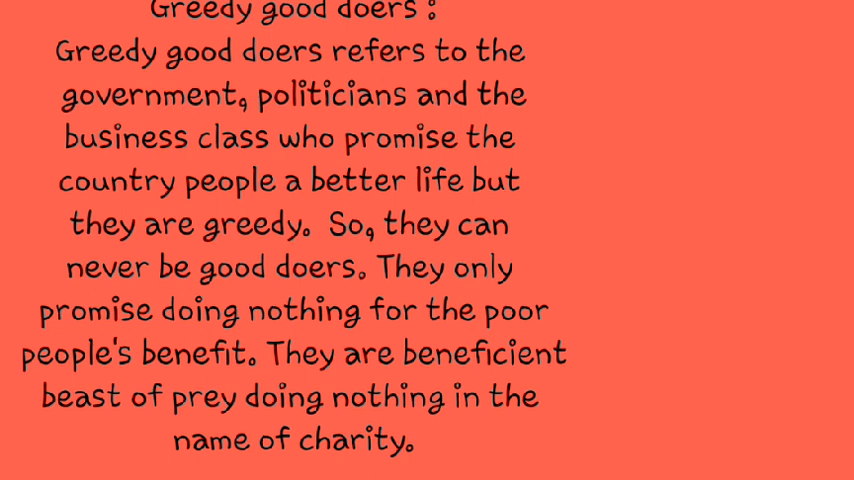 Greedy good doers :
Greedy good doers refers to the
government, politicians and the
business class who promise the
country people a better life but
they are greedy. So, they can
never be good doers. They only
promise doing nothing for the poor
people's benefit. They are beneficient
beast of prey doing nothing in the
name of charity.